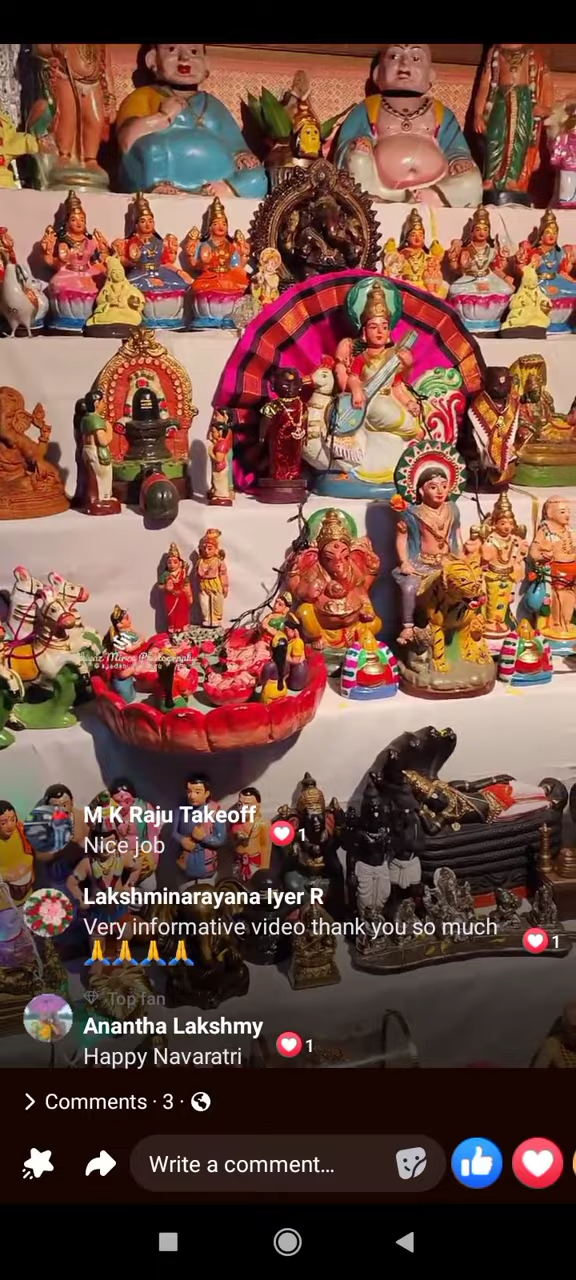 M K Raju Takeoff
1
Nice job
Lakshminarayana Iyer R
Very informative video thank you so much
🙏🙏🙏🙏
1
Top fan
Anantha Lakshmy
1
Happy Navaratri
Comments · 3 ·
Write a comment...